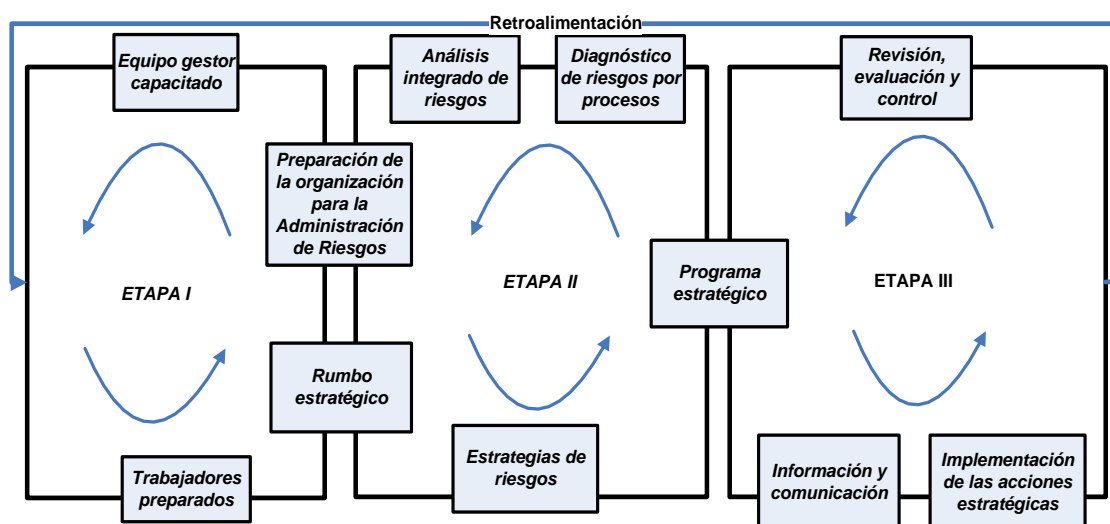 Retroalimentación
Equipo gestor
capacitado
Análisis
integrado de
riesgos
Diagnóstico
de riesgos por
procesos
Revisión,
evaluación y
control
Preparación de
la organización
para la
Administración
de Riesgos
ETAPA I
ETAPA II
Programa
estratégico
ETAPA III
Rumbo
estratégico
Trabajadores
preparados
Estrategias de
riesgos
Información y
comunicación
Implementación
de las acciones
estratégicas